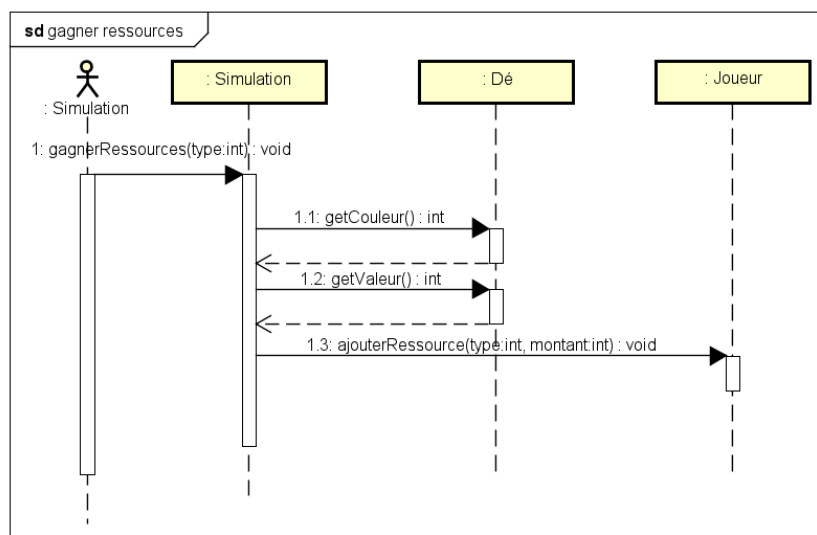 sd gagner ressources
: Simulation
: Simulation
: Dé
: Joueur
1: gagnerRessources(type:int) : void
1.1: getCouleur() : int
1.2: getValeur() : int
1.3: ajouterRessource(type:int, montant:int) : void